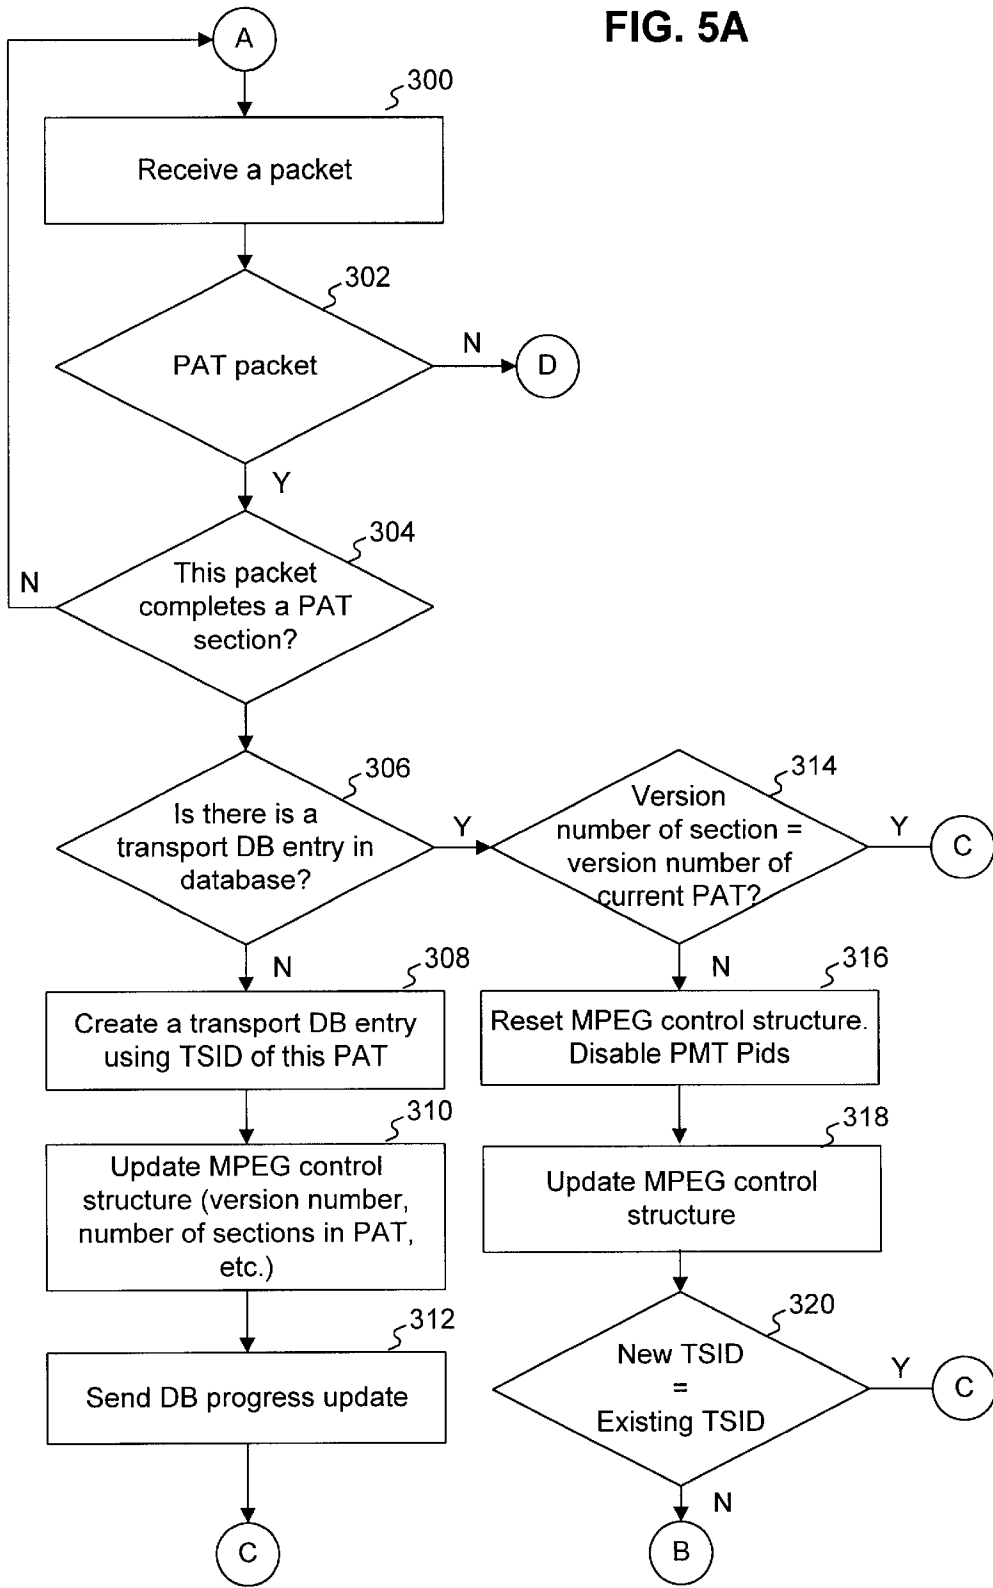 FIG. 5A
A
300
Receive a packet
302
PAT packet
N
D
Y
304
This packet
completes a PAT
section?
N
306
Is there is a
transport DB entry in
database?
Y
314
Version
number of section =
version number of
current PAT?
Y
C
N
308
Create a transport DB entry
using TSID of this PAT
N
316
Reset MPEG control structure.
Disable PMT Pids
310
Update MPEG control
structure (version number,
number of sections in PAT,
etc.)
318
Update MPEG control
structure
312
Send DB progress update
320
New TSID
=
Existing TSID
Y
C
N
C
B